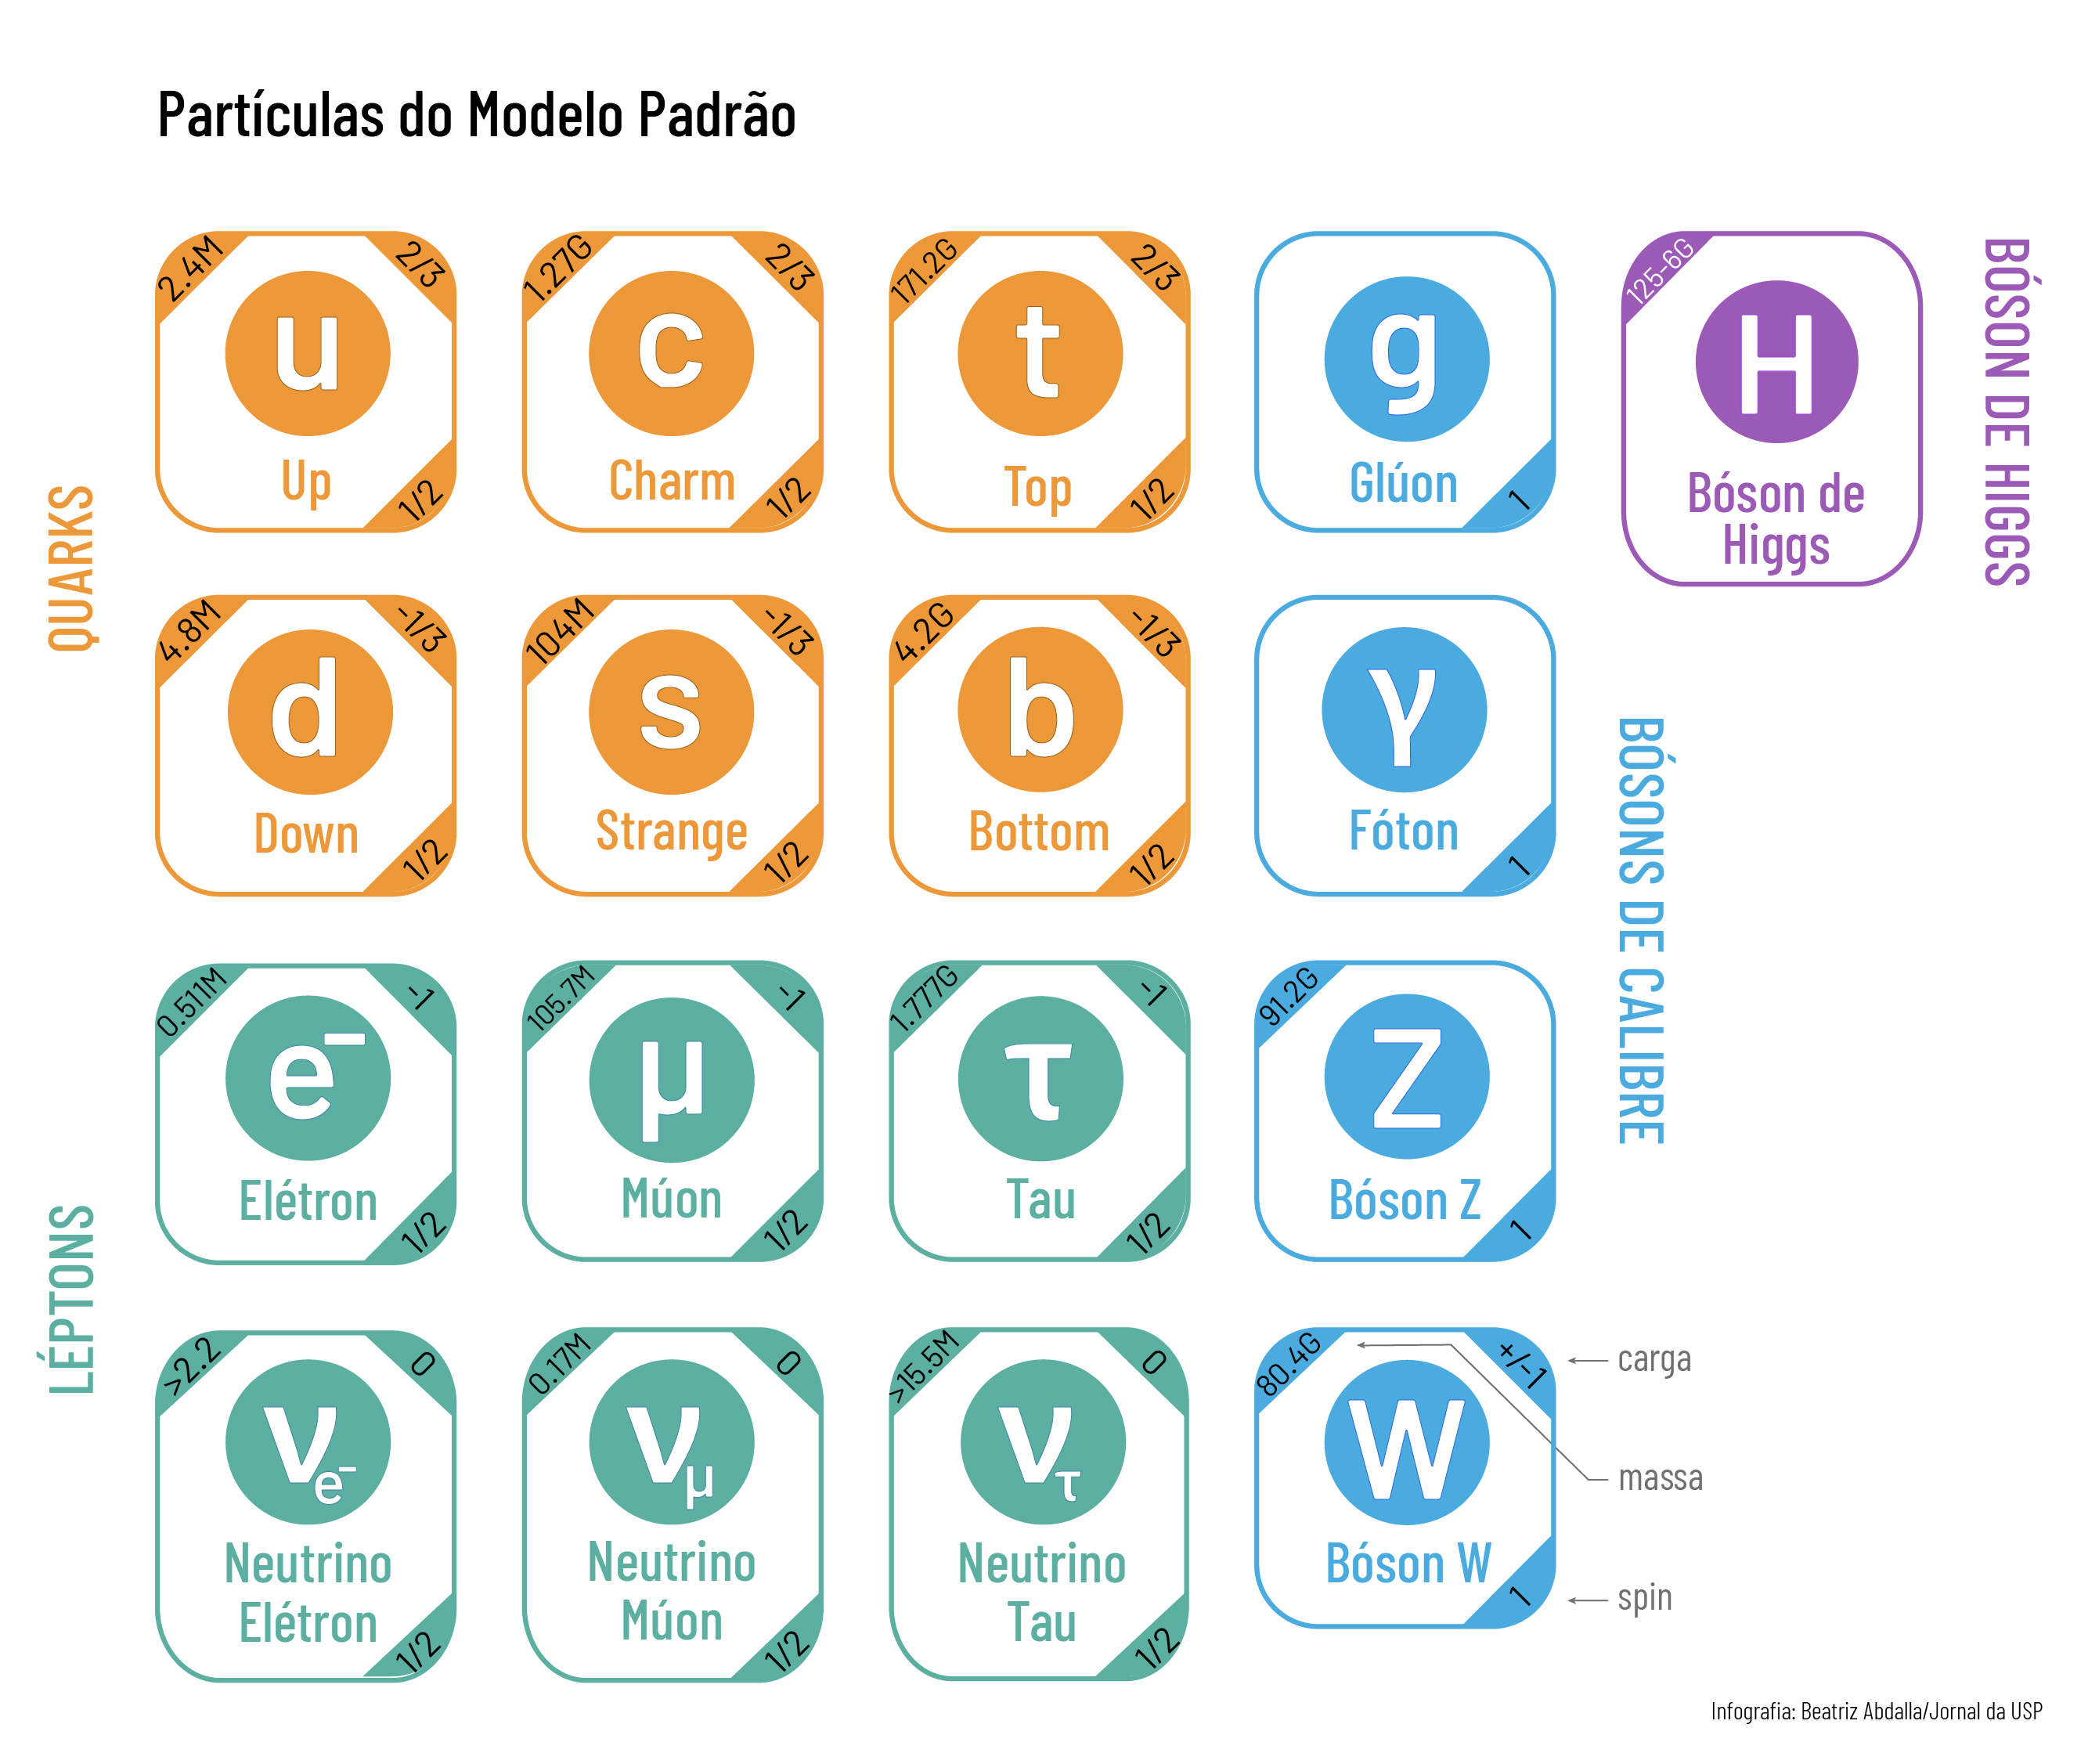 Partículas do Modelo Padrão
QUARKS
2.4M
2/3
u
Up
1/2
1.27G
2/3
c
Charm
1/2
171.2G
2/3
t
Top
1/2
g
Glúon
1
125-6G
H
Bóson de
Higgs
BÓSON DE HIGGS
4.8M
-1/3
d
Down
1/2
104M
-1/3
s
Strange
1/2
4.2G
-1/3
b
Bottom
1/2
γ
Fóton
1
BÓSONS DE CALIBRE
LÉPTONS
0.511M
-1
e−
Elétron
1/2
105.7M
-1
μ
Múon
1/2
1.777G
-1
τ
Tau
1/2
91.2G
Z
Bóson Z
1
>2.2
0
νe−
Neutrino
Elétron
1/2
0.17M
0
νμ
Neutrino
Múon
1/2
>15.5M
0
ντ
Neutrino
Tau
1/2
80.4G
+/-1
W
Bóson W
1
carga
massa
spin
Infografia: Beatriz Abdalla/Jornal da USP